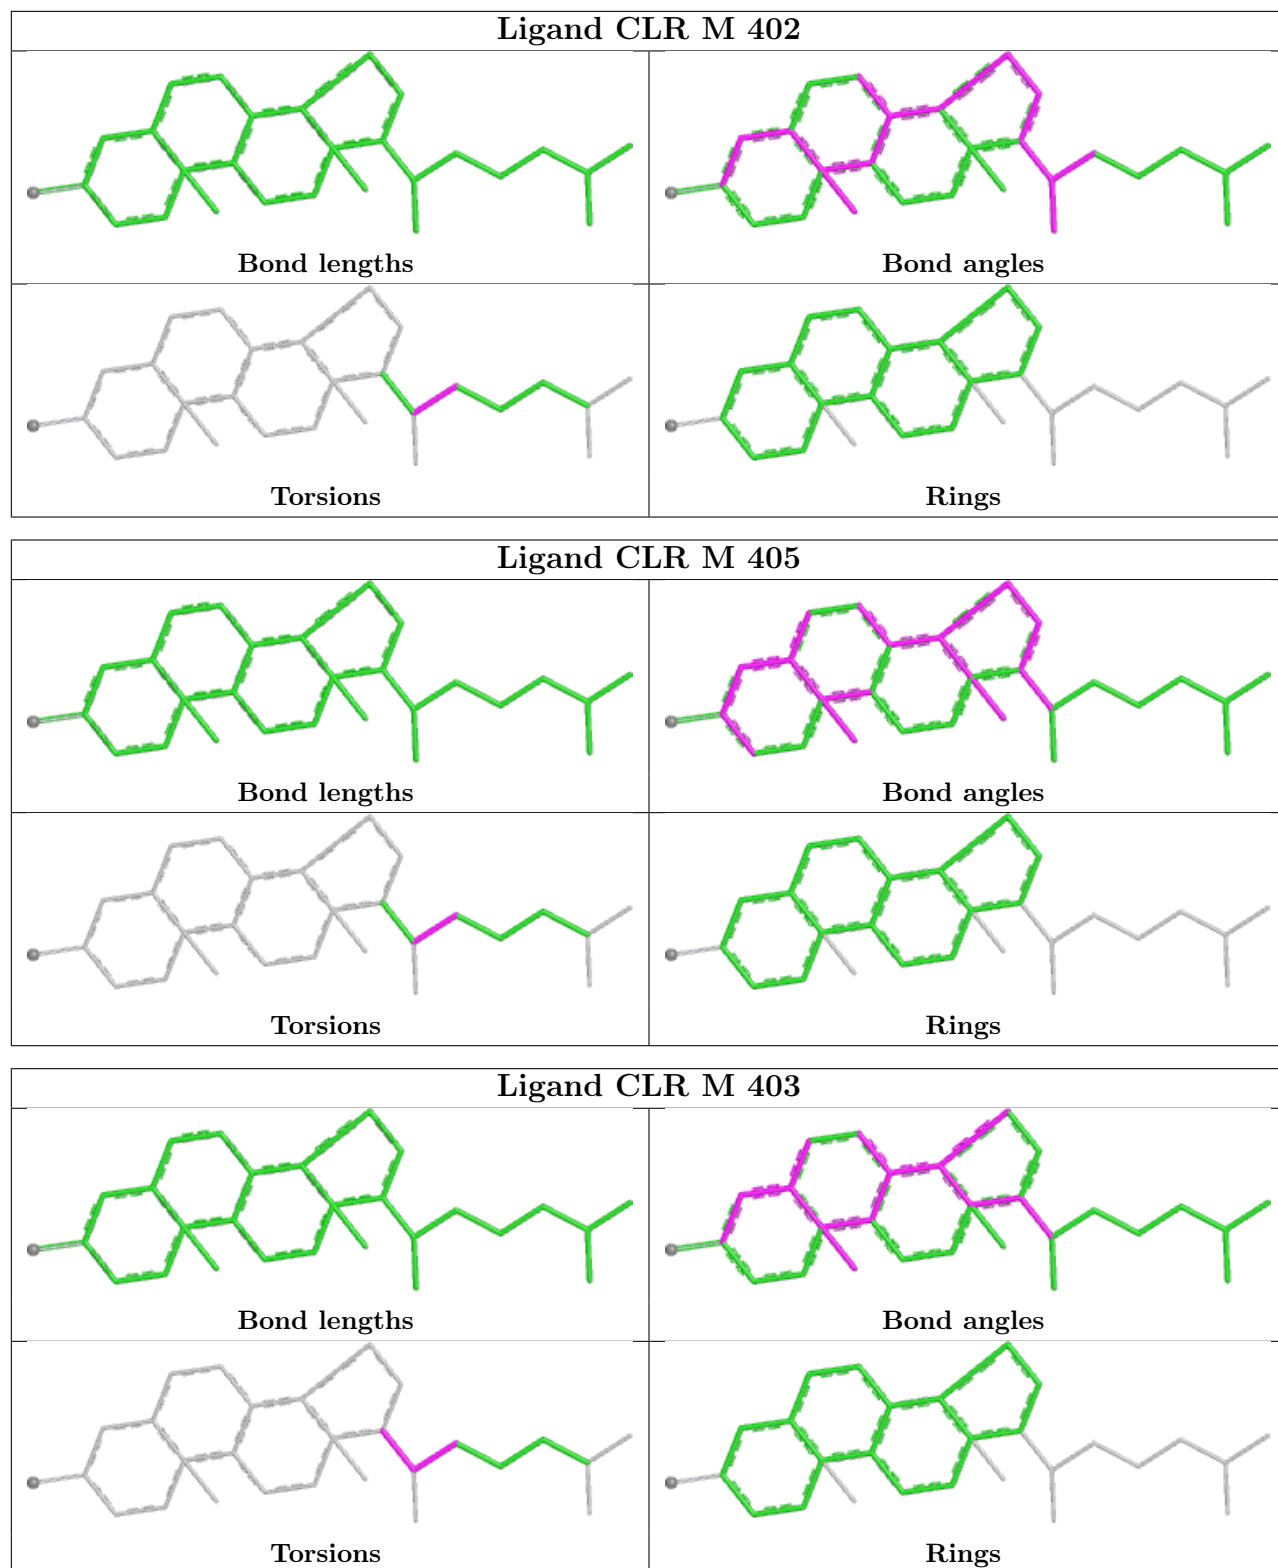 Ligand CLR M 402
Bond lengths
Bond angles
Torsions
Rings
Ligand CLR M 405
Bond lengths
Bond angles
Torsions
Rings
Ligand CLR M 403
Bond lengths
Bond angles
Torsions
Rings